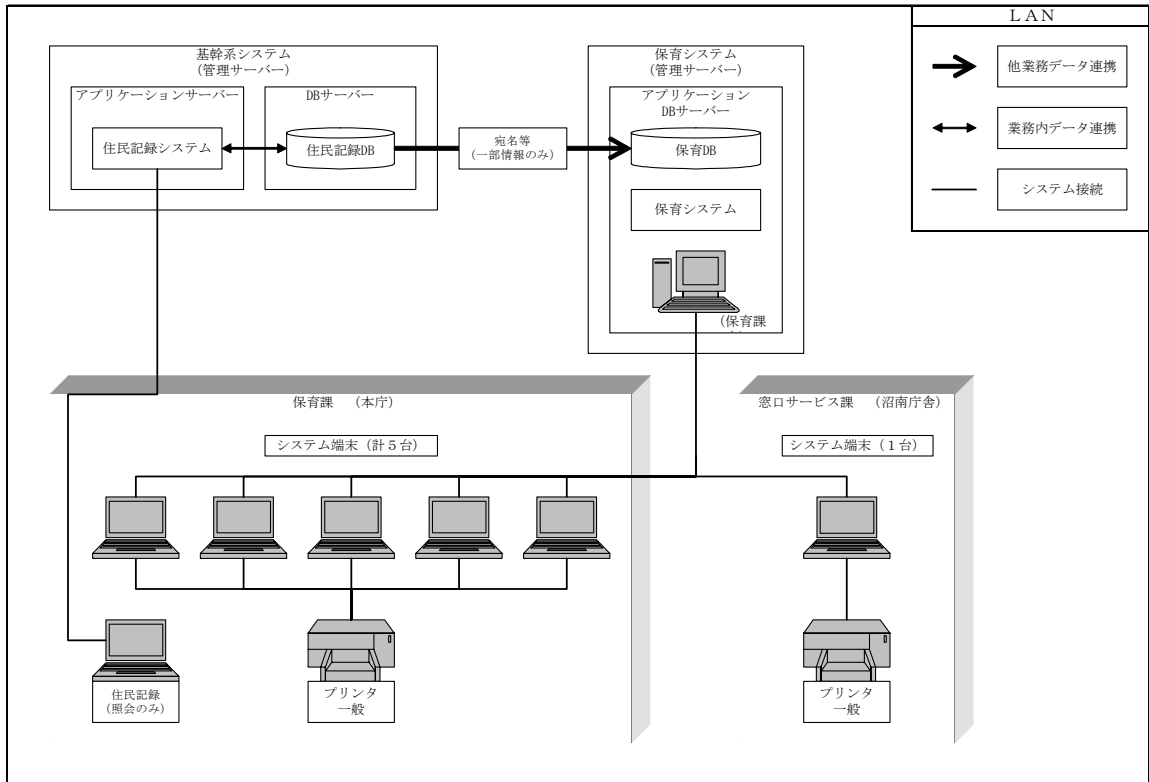 ＬＡＮ
他業務データ連携
業務内データ連携
システム接続
基幹系システム
(管理サーバー)
アプリケーションサーバー
DBサーバー
住民記録システム
住民記録DB
宛名等
(一部情報のみ)
保育システム
(管理サーバー)
アプリケーション
DBサーバー
保育DB
保育システム
(保育課
保育課　（本庁）
システム端末（計５台）
住民記録
(照会のみ)
プリンタ
一般
窓口サービス課　（沼南庁舎）
システム端末（１台）
プリンタ
一般